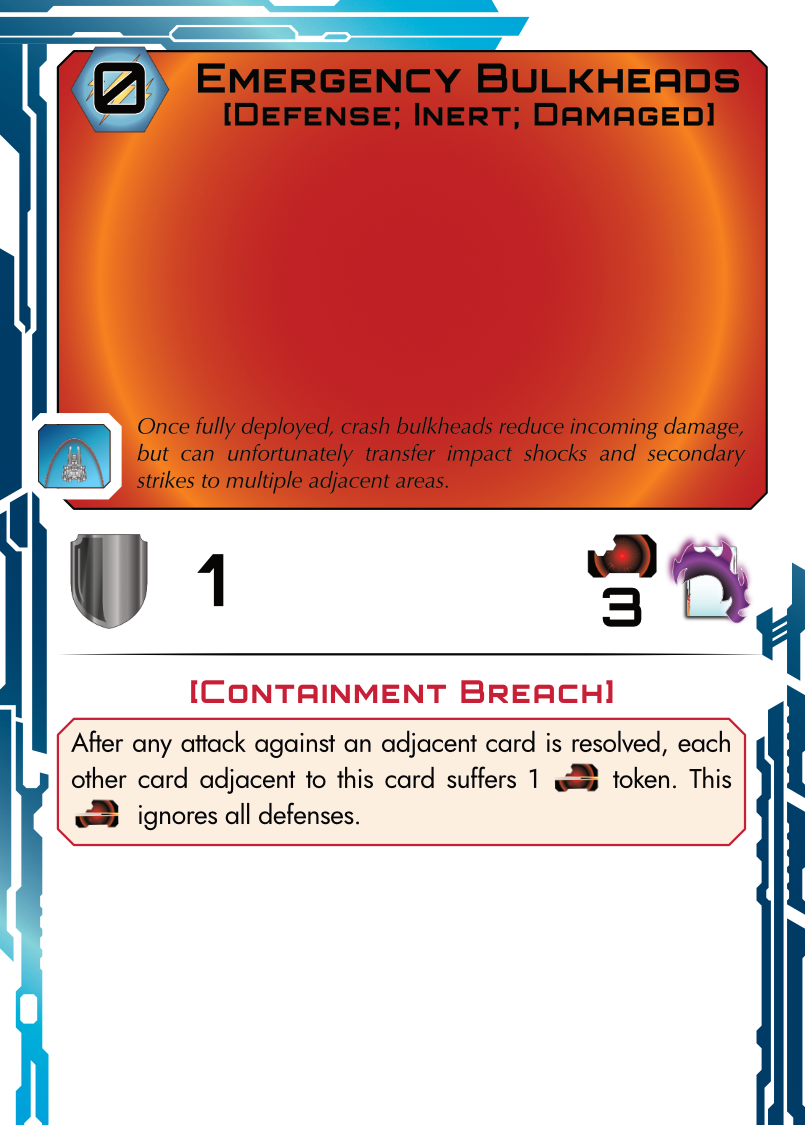 0
Emergency Bulkheads
[Defense; Inert; Damaged]
Once fully deployed, crash bulkheads reduce incoming damage,
but can unfortunately transfer impact shocks and secondary
strikes to multiple adjacent areas.
1
3
[Containment Breach]
After any attack against an adjacent card is resolved, each
other card adjacent to this card suffers 1 token. This
ignores all defenses.